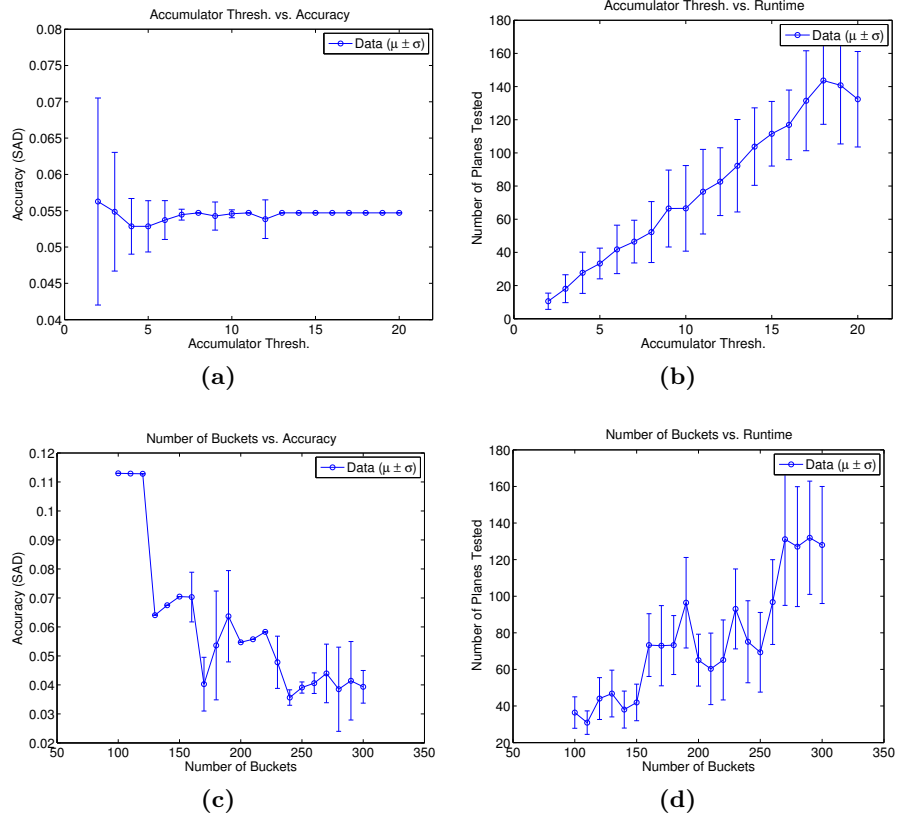 Accumulator Thresh. vs. Accuracy
Data (μ ± σ)
Accuracy (SAD)
0.08
0.075
0.07
0.065
0.06
0.055
0.05
0.045
0.04
0 5 10 15 20
Accumulator Thresh.
(a)
Accumulator Thresh. vs. Runtime
Data (μ ± σ)
Number of Planes Tested
180
160
140
120
100
80
60
40
20
0
0 5 10 15 20
Accumulator Thresh.
(b)
Number of Buckets vs. Accuracy
Data (μ ± σ)
Accuracy (SAD)
0.12
0.11
0.1
0.09
0.08
0.07
0.06
0.05
0.04
0.03
0.02
50 100 150 200 250 300 350
Number of Buckets
(c)
Number of Buckets vs. Runtime
Data (μ ± σ)
Number of Planes Tested
180
160
140
120
100
80
60
40
20
50 100 150 200 250 300 350
Number of Buckets
(d)